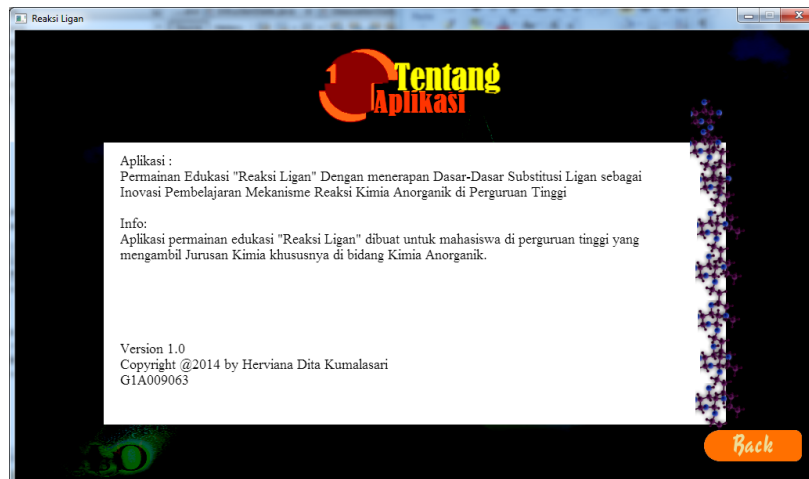 Reaksi Ligan
1
Tentang
Aplikasi
Aplikasi :
Permainan Edukasi "Reaksi Ligan" Dengan menerapan Dasar-Dasar Substitusi Ligan sebagai
Inovasi Pembelajaran Mekanisme Reaksi Kimia Anorganik di Perguruan Tinggi
Info:
Aplikasi permainan edukasi "Reaksi Ligan" dibuat untuk mahasiswa di perguruan tinggi yang
mengambil Jurusan Kimia khususnya di bidang Kimia Anorganik.
Version 1.0
Copyright @2014 by Herviana Dita Kumalasari
G1A009063
Back